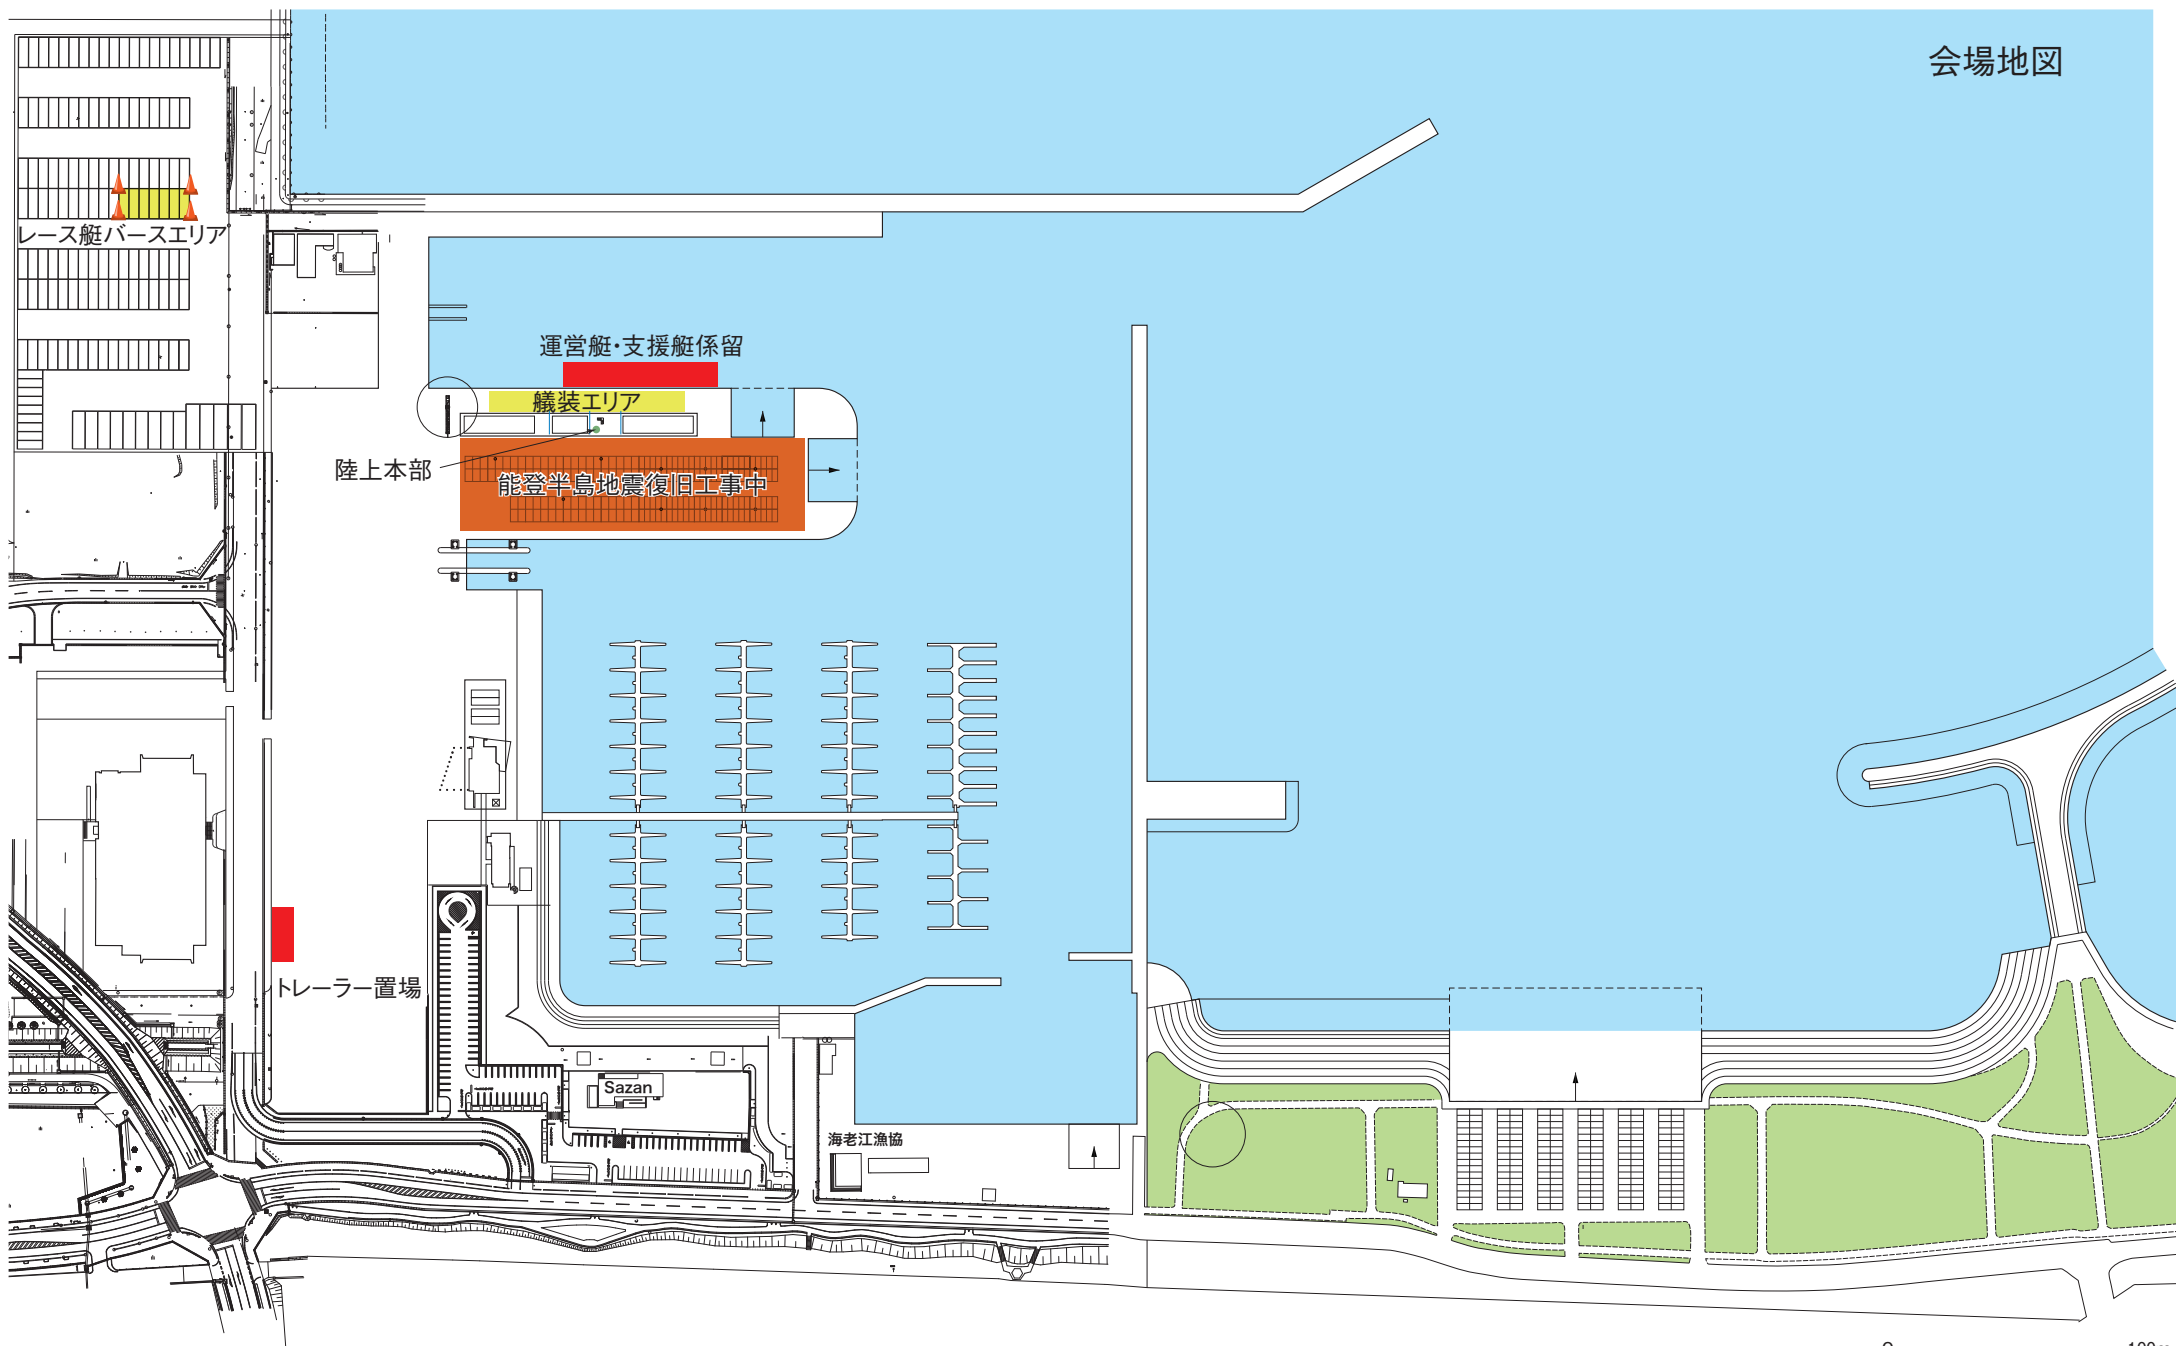 会場地図
レース艇バースエリア
運営艇・支援艇係留
艤装エリア
陸上本部
能登半島地震復旧工事中
トレーラー置場
Sazan
海老江漁協